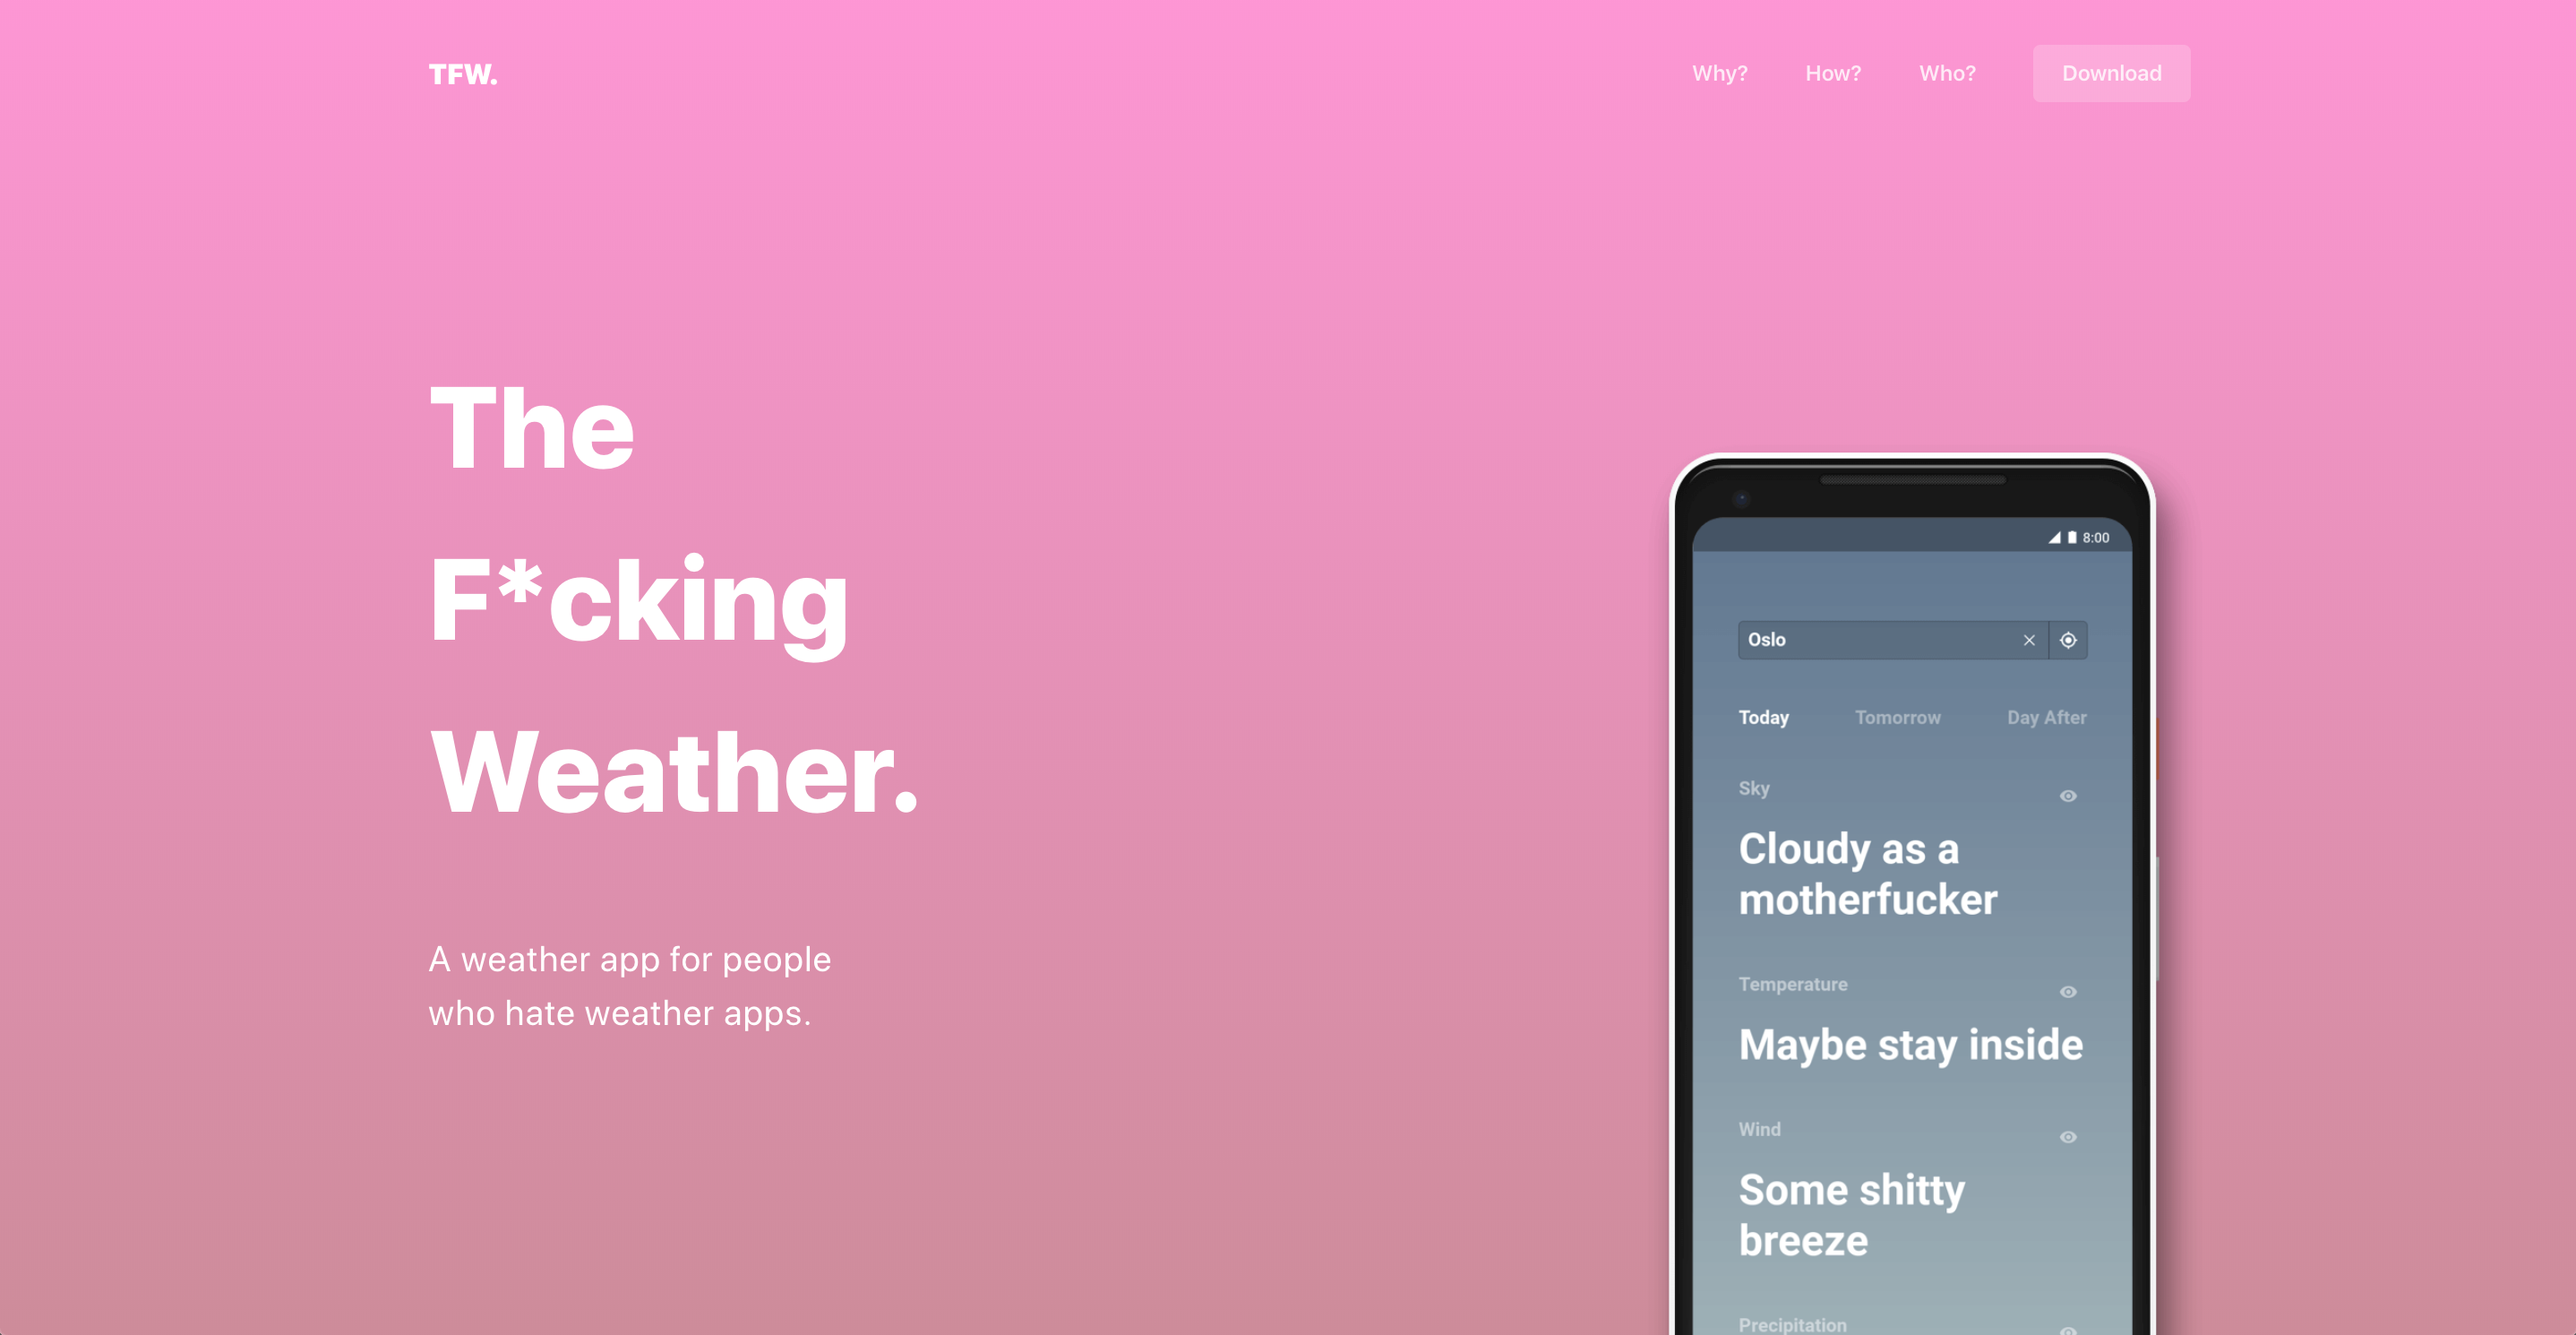 TFW.
Why? How? Who? Download
The
F*cking
Weather.
A weather app for people
who hate weather apps.
8:00
Oslo
Today Tomorrow Day After
Sky
Cloudy as a
motherfucker
Temperature
Maybe stay inside
Wind
Some shitty
breeze
Precipitation